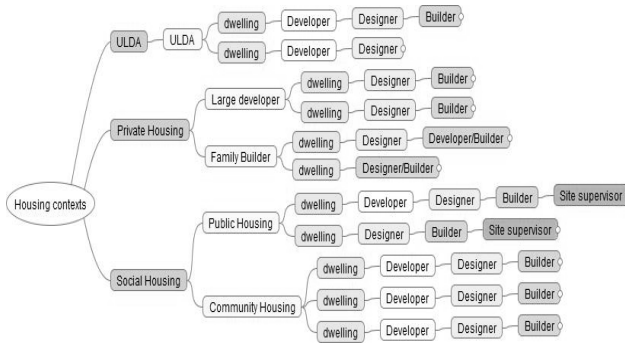 dwelling Developer Designer Builder
ULDA ULDA
dwelling Developer Designer
dwelling Designer Builder
Large developer
dwelling Designer Builder
Private Housing
dwelling Designer Developer/Builder
Family Builder
dwelling Designer/Builder
Housing contexts
dwelling Developer Designer Builder Site supervisor
Public Housing
dwelling Designer Builder Site supervisor
Social Housing
dwelling Developer Designer Builder
Community Housing dwelling Developer Designer Builder
dwelling Developer Designer Builder